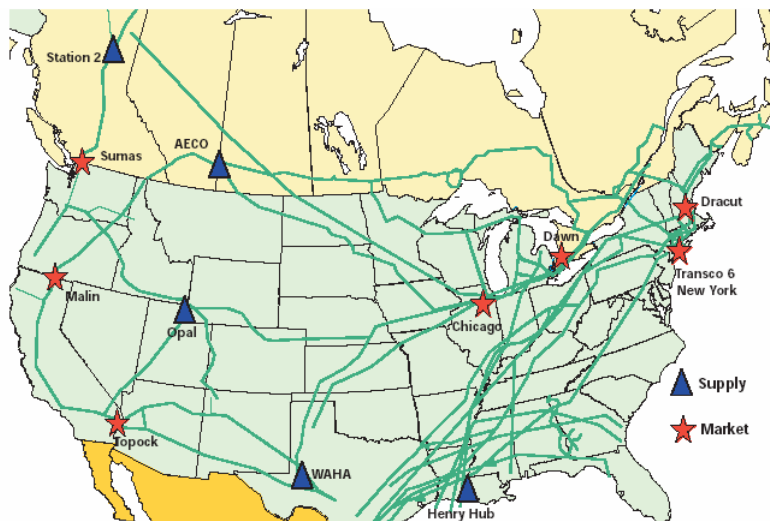 Station 2
AECO
Sumas
Dracut
Dawn
Transco 6
New York
Malin
Opal
Chicago
Supply
Market
Topock
WAHA
Henry Hub